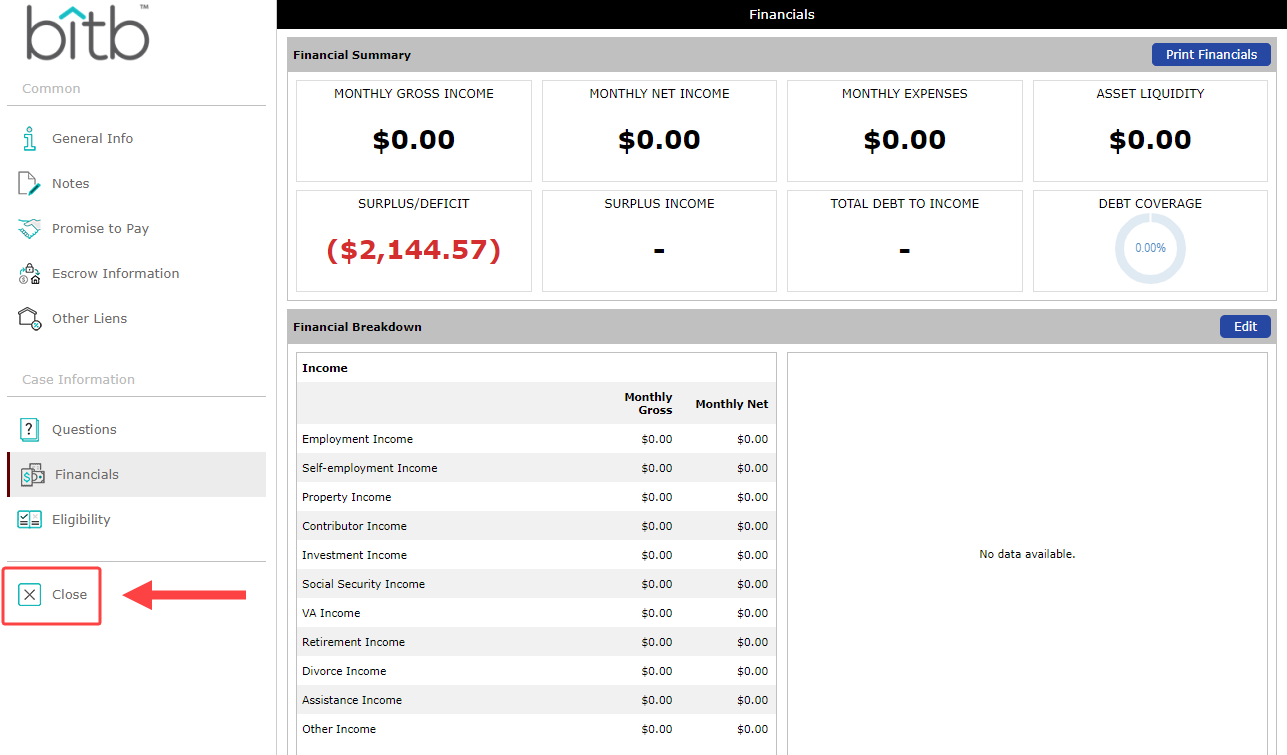 bitb™
Common
General Info
Notes
Promise to Pay
Escrow Information
Other Liens
Case Information
? Questions
$ Financials
Eligibility
Close
Financials
Financial Summary Print Financials
MONTHLY GROSS INCOME MONTHLY NET INCOME MONTHLY EXPENSES ASSET LIQUIDITY
$0.00 $0.00 $0.00 $0.00
SURPLUS/DEFICIT SURPLUS INCOME TOTAL DEBT TO INCOME DEBT COVERAGE
($2,144.57) - - 0.00%
Financial Breakdown Edit
Income
Monthly
Gross Monthly Net
Employment Income $0.00 $0.00
Self-employment Income $0.00 $0.00
Property Income $0.00 $0.00
Contributor Income $0.00 $0.00
Investment Income $0.00 $0.00
Social Security Income $0.00 $0.00
VA Income $0.00 $0.00
Retirement Income $0.00 $0.00
Divorce Income $0.00 $0.00
Assistance Income $0.00 $0.00
Other Income $0.00 $0.00
No data available.